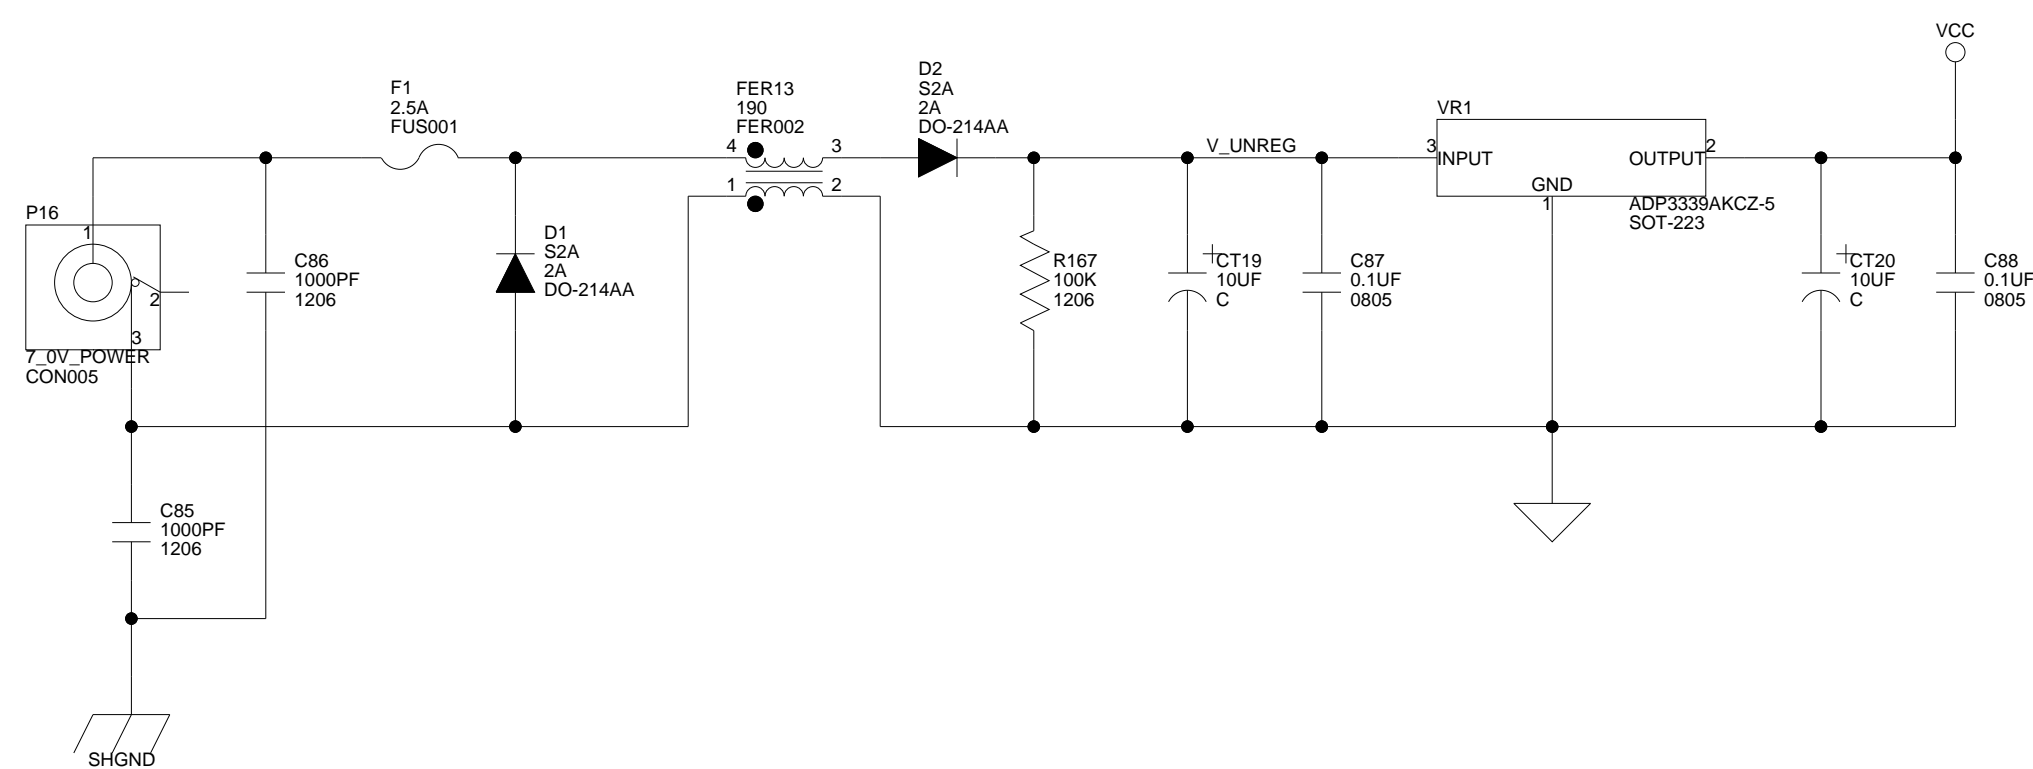 VCC
F1
2.5A
FUS001
FER13
190
FER002
4
3
1
2
D2
S2A
2A
DO-214AA
V_UNREG
VR1
3
INPUT
OUTPUT
2
GND
1
ADP3339AKCZ-5
SOT-223
P16
1
2
3
7_0V_POWER
CON005
C86
1000PF
1206
D1
S2A
2A
DO-214AA
R167
100K
1206
CT19
10UF
C
C87
0.1UF
0805
CT20
10UF
C
C88
0.1UF
0805
C85
1000PF
1206
SHGND